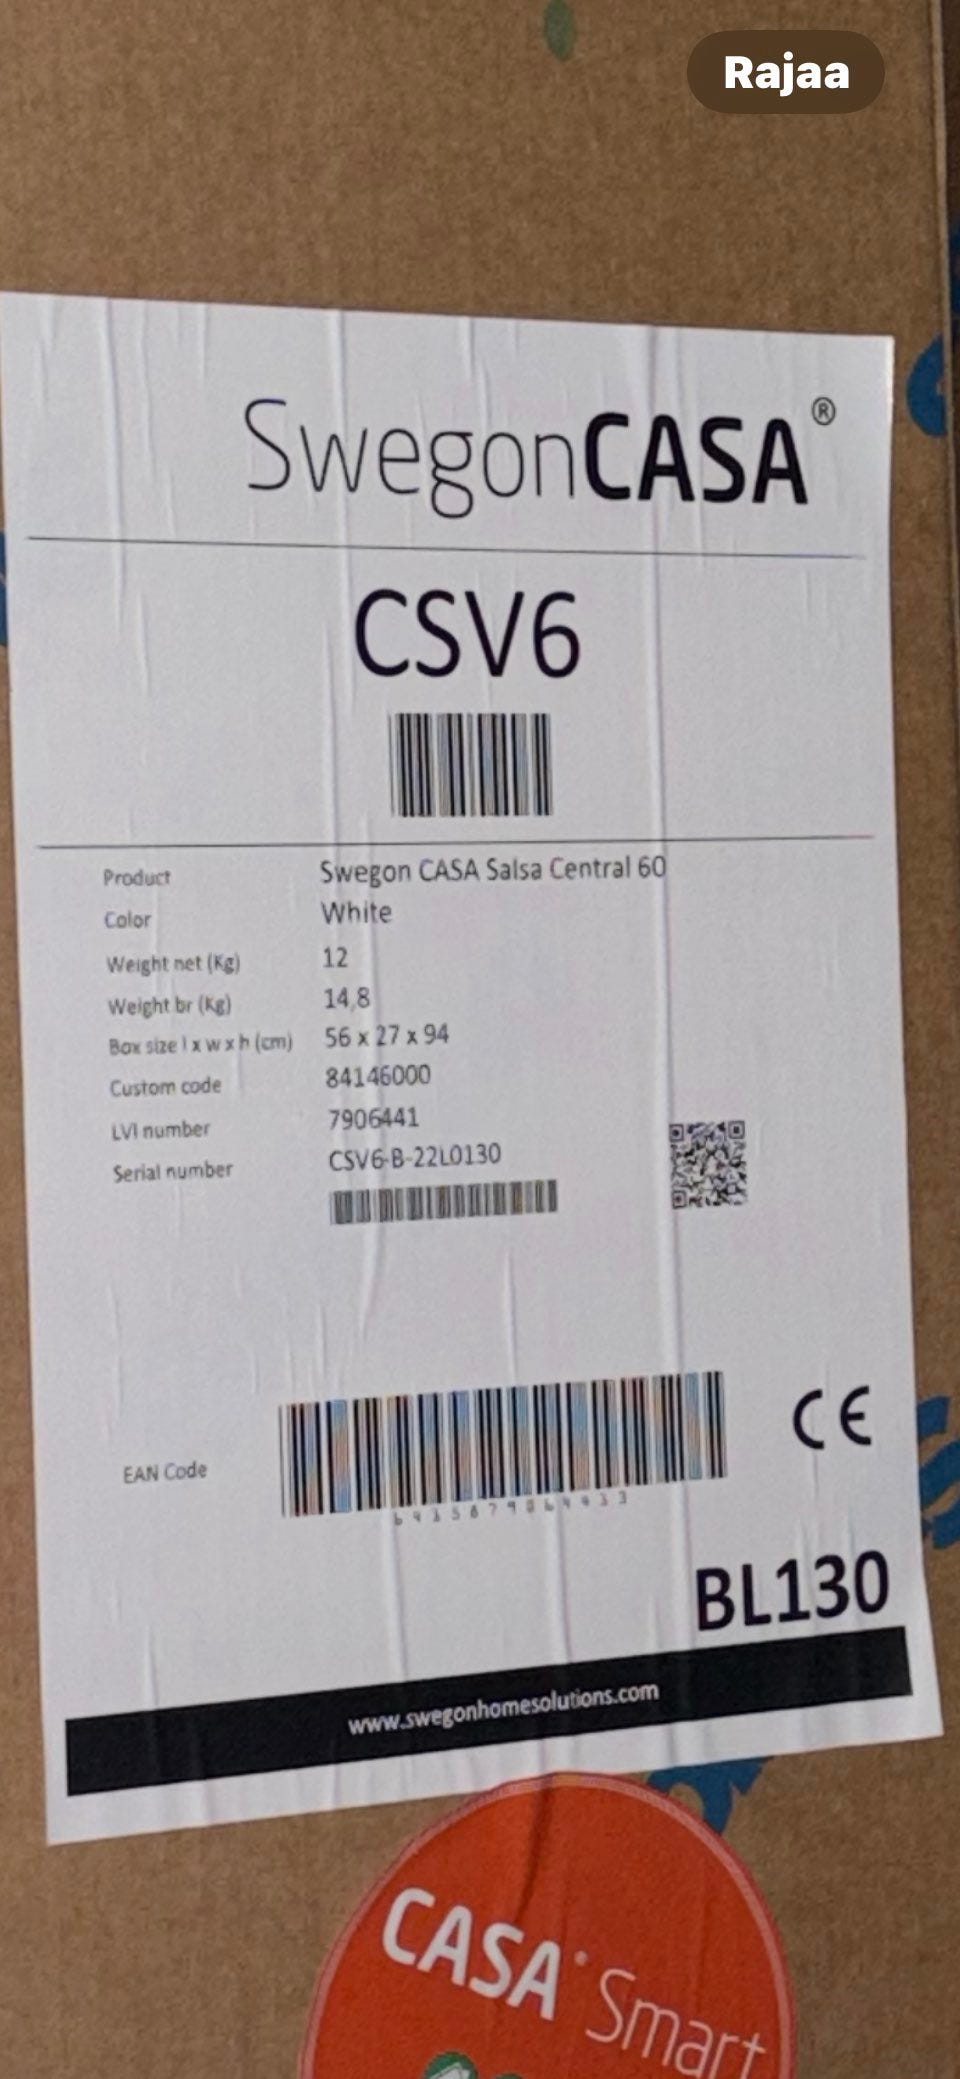 Rajaa
SwegonCASA®
CSV6
Product Swegon CASA Salsa Central 60
Color White
Weight net (Kg) 12
Weight br (Kg) 14,8
Box size l x w x h (cm) 56 x 27 x 94
Custom code 84146000
LVI number 7906441
Serial number CSV6-B-22L0130
EAN Code
CE
BL130
www.swegonhomesolutions.com
CASA® Smart